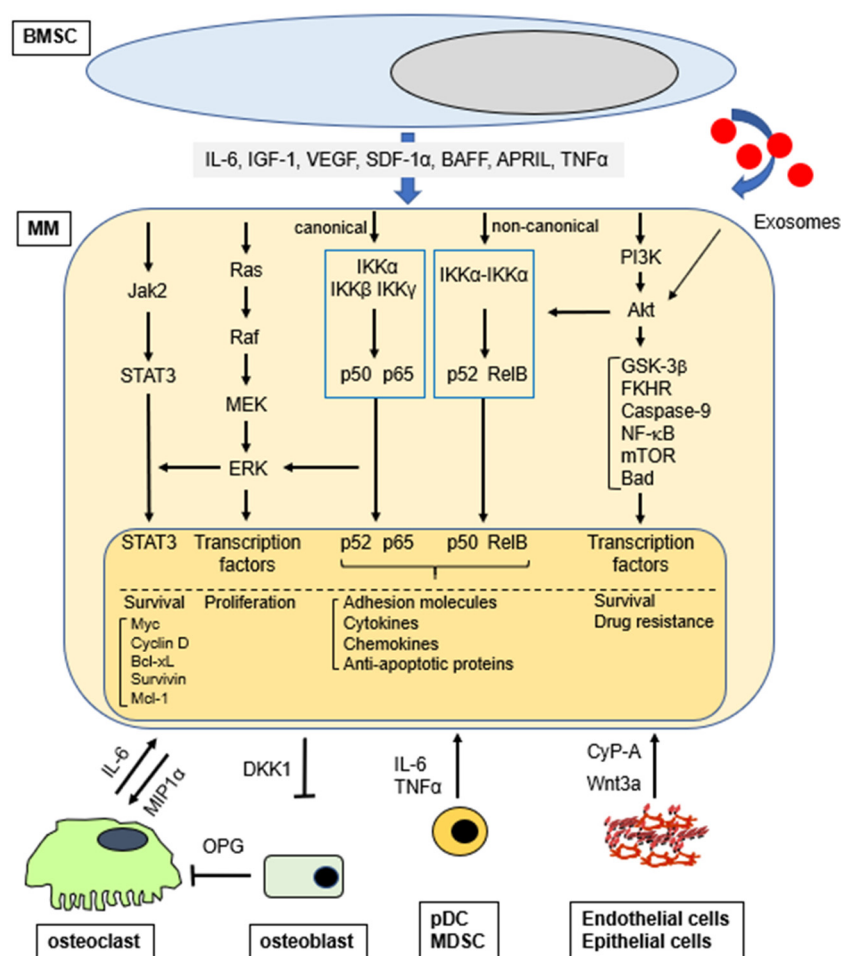 BMSC
IL-6, IGF-1, VEGF, SDF-1α, BAFF, APRIL, TNFα
Exosomes
MM
canonical
non-canonical
Jak2
STAT3
Ras
Raf
MEK
ERK
IKKα
IKKβ IKKγ
p50 p65
IKKα-IKKα
p52 RelB
PI3K
Akt
GSK-3β
FKHR
Caspase-9
NF-κB
mTOR
Bad
STAT3
Transcription
factors
p52 p65
p50 RelB
Transcription
factors
Survival
Myc
Cyclin D
Bcl-xL
Survivin
Mcl-1
Proliferation
Adhesion molecules
Cytokines
Chemokines
Anti-apoptotic proteins
Survival
Drug resistance
IL-6
MIP1α
DKK1
IL-6
TNFα
CyP-A
Wnt3a
OPG
osteoclast
osteoblast
pDC
MDSC
Endothelial cells
Epithelial cells